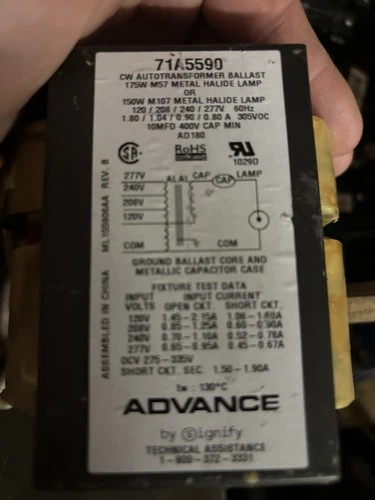 71A5590
CW AUTOTRANSFORMER BALLAST
175W M57 METAL HALIDE LAMP
OR
150W M107 METAL HALIDE LAMP
120 / 208 / 240 / 277V 60Hz
1.80 / 1.04 / 0.90 / 0.80 A 305VOC
10MFD 400V CAP MIN
AD180
RoHS
1029D
277V ALAL CAP CAP LAMP
240V
208V
120V
COM COM
GROUND BALLAST CORE AND
METALLIC CAPACITOR CASE
FIXTURE TEST DATA
INPUT INPUT CURRENT
VOLTS OPEN CKT. SHORT CKT.
120V 1.45-2.15A 1.06-1.68A
208V 0.85-1.25A 0.60-0.90A
240V 0.70-1.10A 0.52-0.78A
277V 0.65-0.95A 0.45-0.67A
OCV 275-335V
SHORT CKT. SEC. 1.50-1.90A
tw : 130°C
ADVANCE
by Signify
TECHNICAL ASSISTANCE
1-800-372-3331
ASSEMBLED IN CHINA REV. B